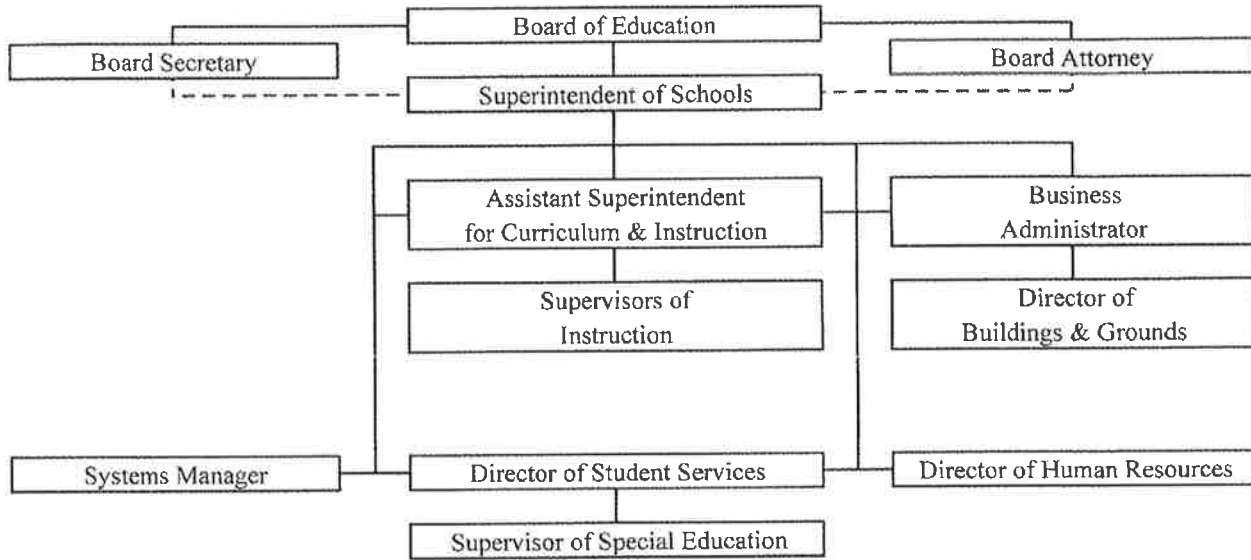 Board of Education
Board Secretary
Board Attorney
Superintendent of Schools
Assistant Superintendent
for Curriculum & Instruction
Business
Administrator
Supervisors of
Instruction
Director of
Buildings & Grounds
Systems Manager
Director of Student Services
Director of Human Resources
Supervisor of Special Education